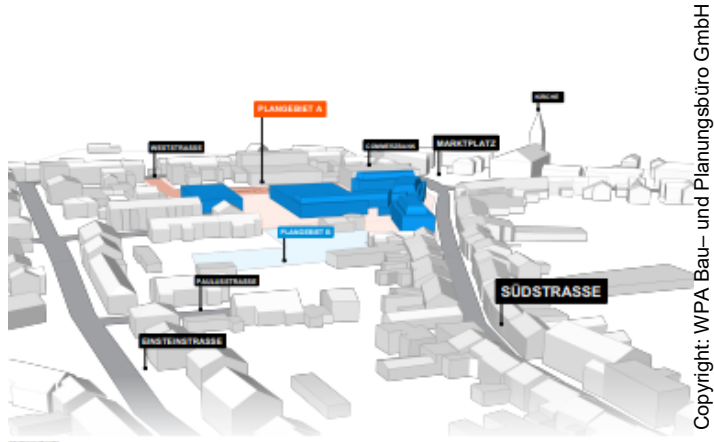 KIRCHE
PLANGEBIET A
WESTSTRASSE
COMMERZBANK
MARKTPLATZ
PLANGEBIET B
PAULUSSTRASSE
SÜDSTRASSE
EINSTEINSTRASSE
Copyright: WPA Bau– und Planungsbüro GmbH